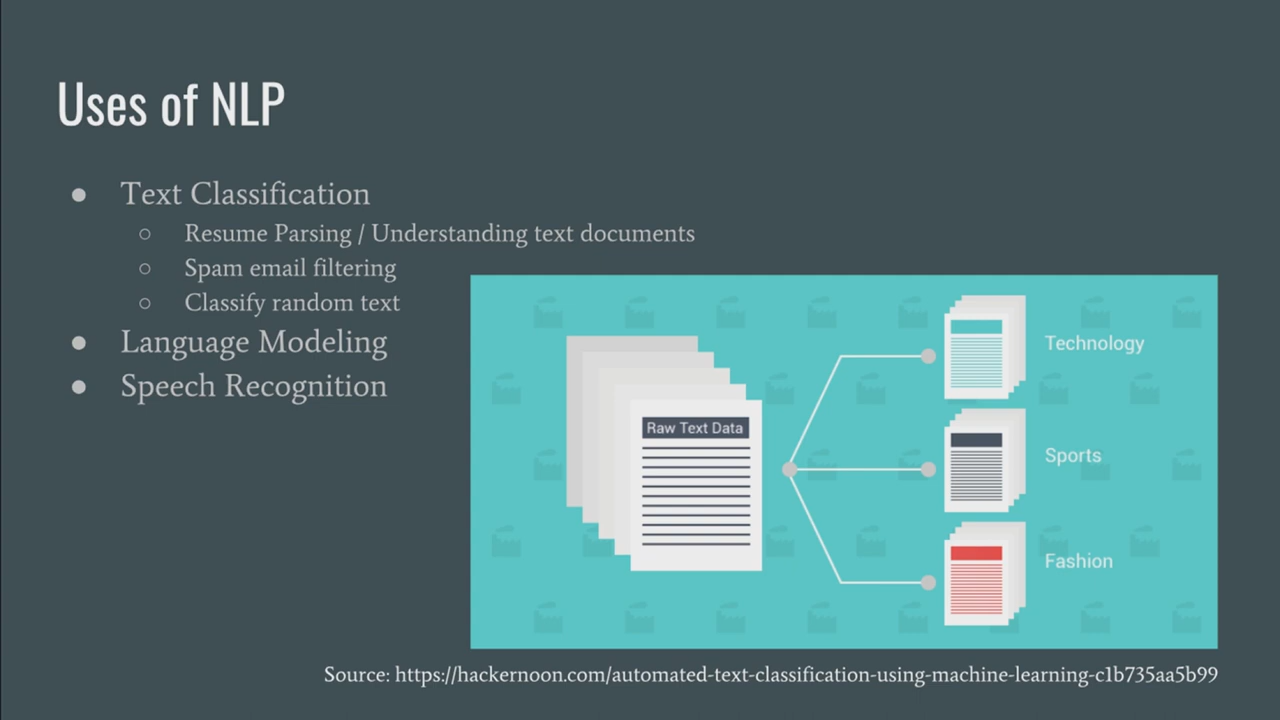 Uses of NLP
● Text Classification
○ Resume Parsing / Understanding text documents
○ Spam email filtering
○ Classify random text
● Language Modeling
● Speech Recognition
Raw Text Data
Technology
Sports
Fashion
Source: https://hackernoon.com/automated-text-classification-using-machine-learning-c1b735aa5b99